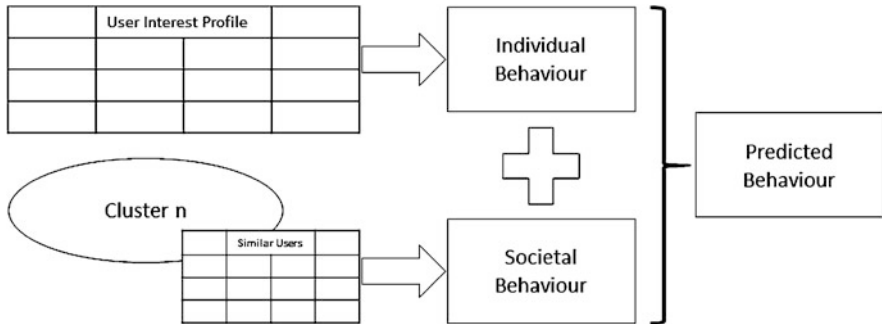 User Interest Profile
Individual
Behaviour
Predicted
Behaviour
Cluster n
Similar Users
Societal
Behaviour